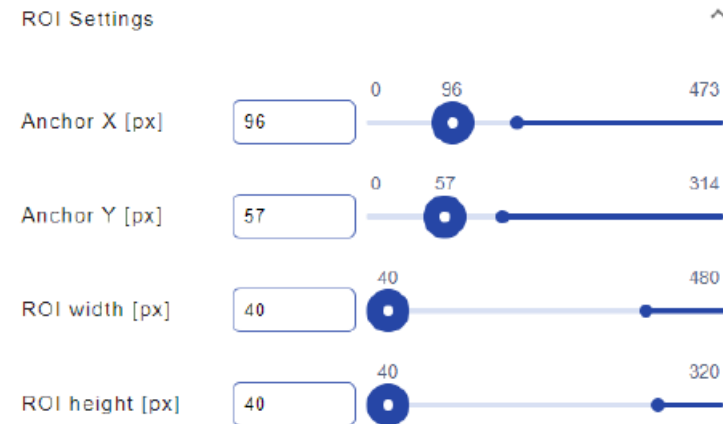 ROI Settings
0 96 473
Anchor X [px] 96
0 57 314
Anchor Y [px] 57
40 480
ROI width [px] 40
40 320
ROI height [px] 40